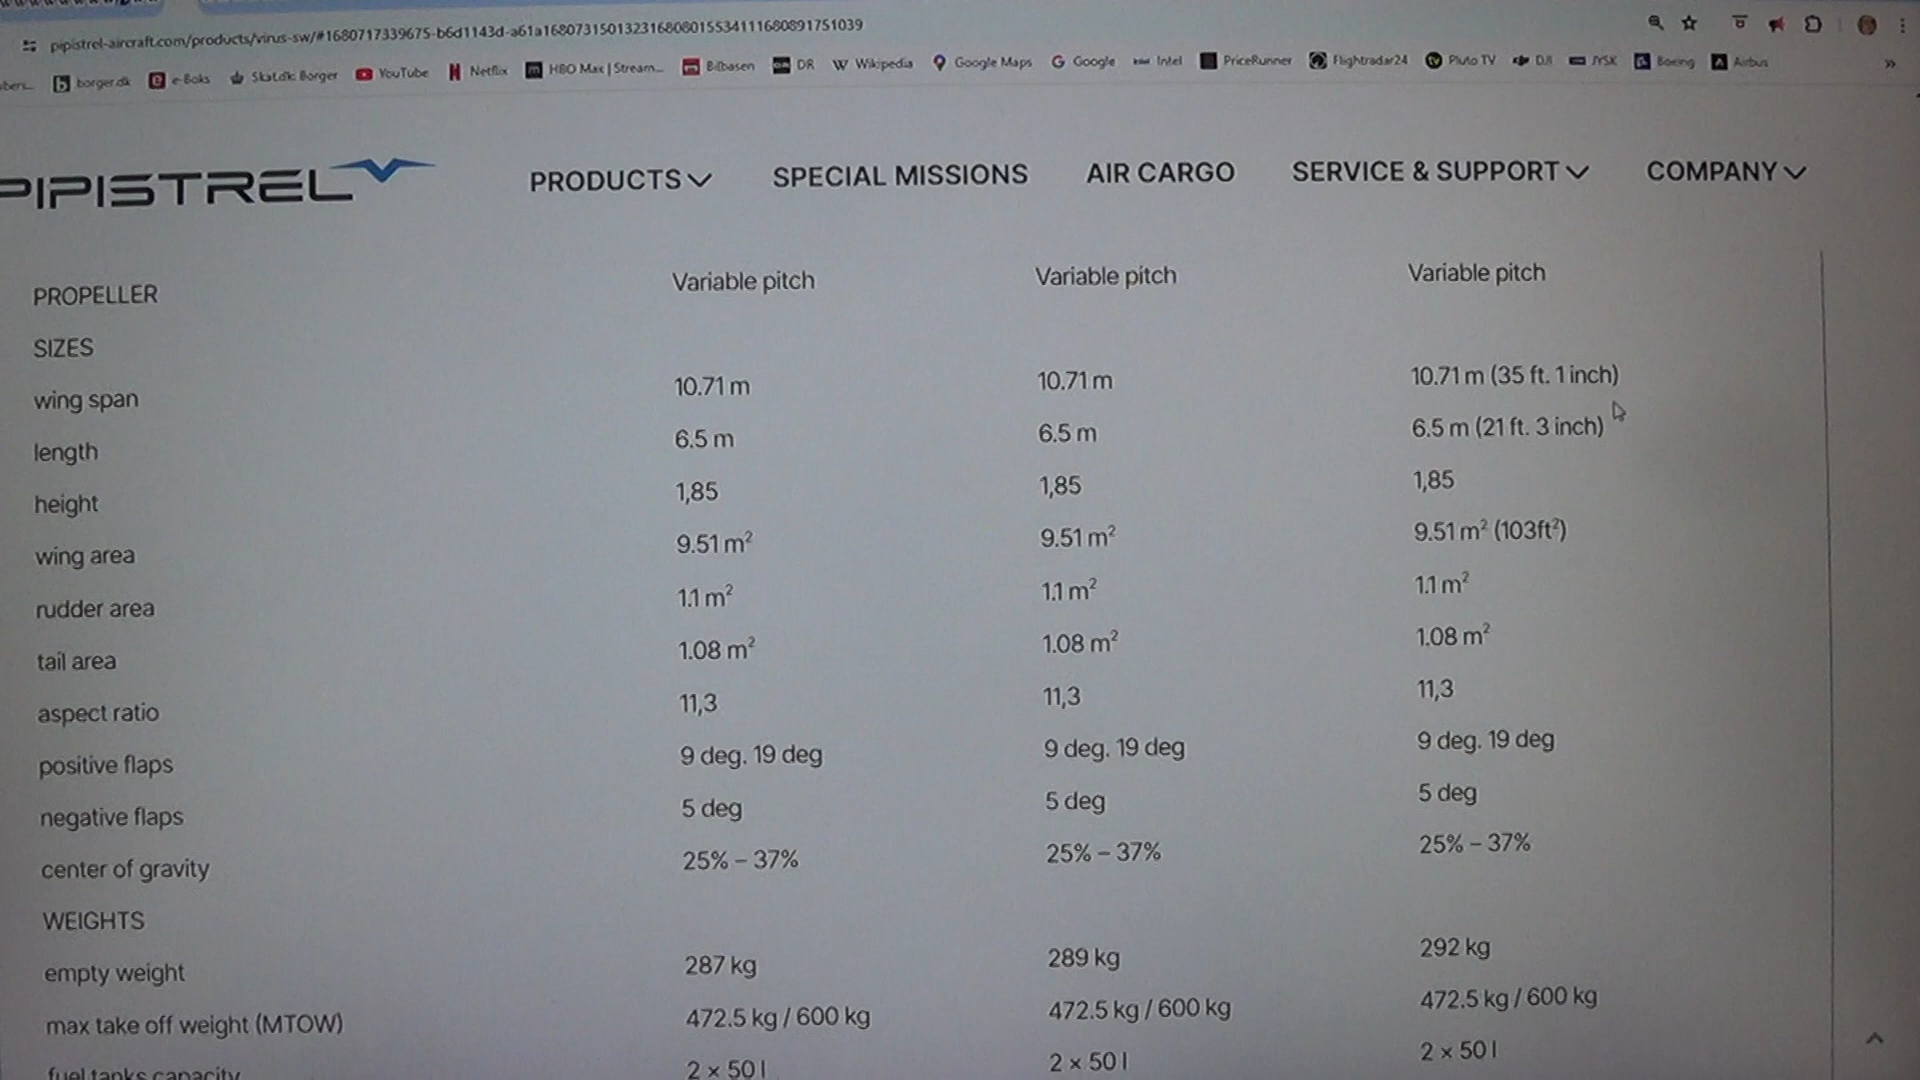 pipistrel-aircraft.com/products/virus-sw/#1680717339675-b6d1143d-a61a16807315013231680801553411​1680891751039
borger.dk e-Boks Skat.dk: Borger YouTube Netflix HBO Max | Stream... Bilbasen DR Wikipedia Google Maps Google Intel PriceRunner Flightradar24 Pluto TV DJI JYSK Boeing Airbus »
PIPISTREL PRODUCTS SPECIAL MISSIONS AIR CARGO SERVICE & SUPPORT COMPANY
PROPELLER Variable pitch Variable pitch Variable pitch
SIZES
wing span 10.71 m 10.71 m 10.71 m (35 ft. 1 inch)
length 6.5 m 6.5 m 6.5 m (21 ft. 3 inch)
height 1,85 1,85 1,85
wing area 9.51 m² 9.51 m² 9.51 m² (103ft²)
rudder area 1.1 m² 1.1 m² 1.1 m²
tail area 1.08 m² 1.08 m² 1.08 m²
aspect ratio 11,3 11,3 11,3
positive flaps 9 deg. 19 deg 9 deg. 19 deg 9 deg. 19 deg
negative flaps 5 deg 5 deg 5 deg
center of gravity 25% – 37% 25% – 37% 25% – 37%
WEIGHTS
empty weight 287 kg 289 kg 292 kg
max take off weight (MTOW) 472.5 kg / 600 kg 472.5 kg / 600 kg 472.5 kg / 600 kg
fuel tanks capacity 2 × 50 l 2 × 50 l 2 × 50 l